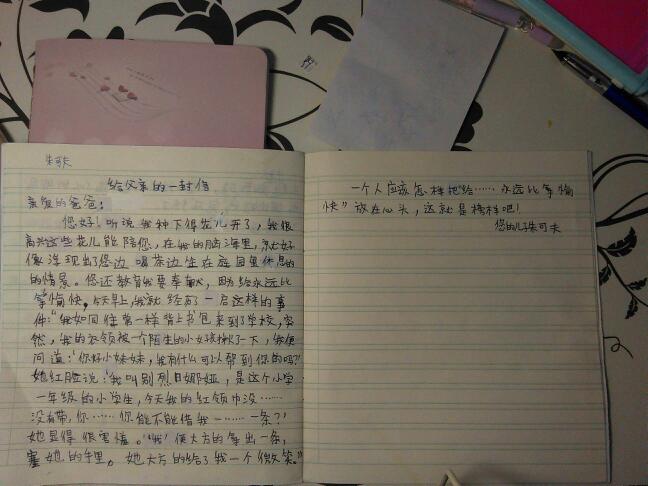 朱可夫
给父亲的一封信
亲爱的爸爸:
您好!听说我种下得花儿开了,我很
高兴这些花儿能陪您,在我的脑海里,就好
像浮现出了您边喝茶边坐在庭园里休息的
的情景。您还教育我要奉献,因为给永远比
拿愉快,今天早上,我就经历了一启这样的事
件:"我如同往常一样背上书包来到了学校,突
然,我的衣领被一个陌生的小女孩揪了一下,我便
问道:'你好小妹妹,我有什么可以帮到你的吗?'
她红脸说:"我叫别烈日娜娅,是这个小学
一年级的小学生,今天我的红领巾没……
没有带,你……你能不能借我一……一条?'
她显得很害怕。"我"便大方的拿出一条,
塞她的手里。她大方的给了我一个微笑。"
一个人应该怎样把"给……永远比拿愉
快"放在心头,这就是榜样吧!
您的儿朱可夫